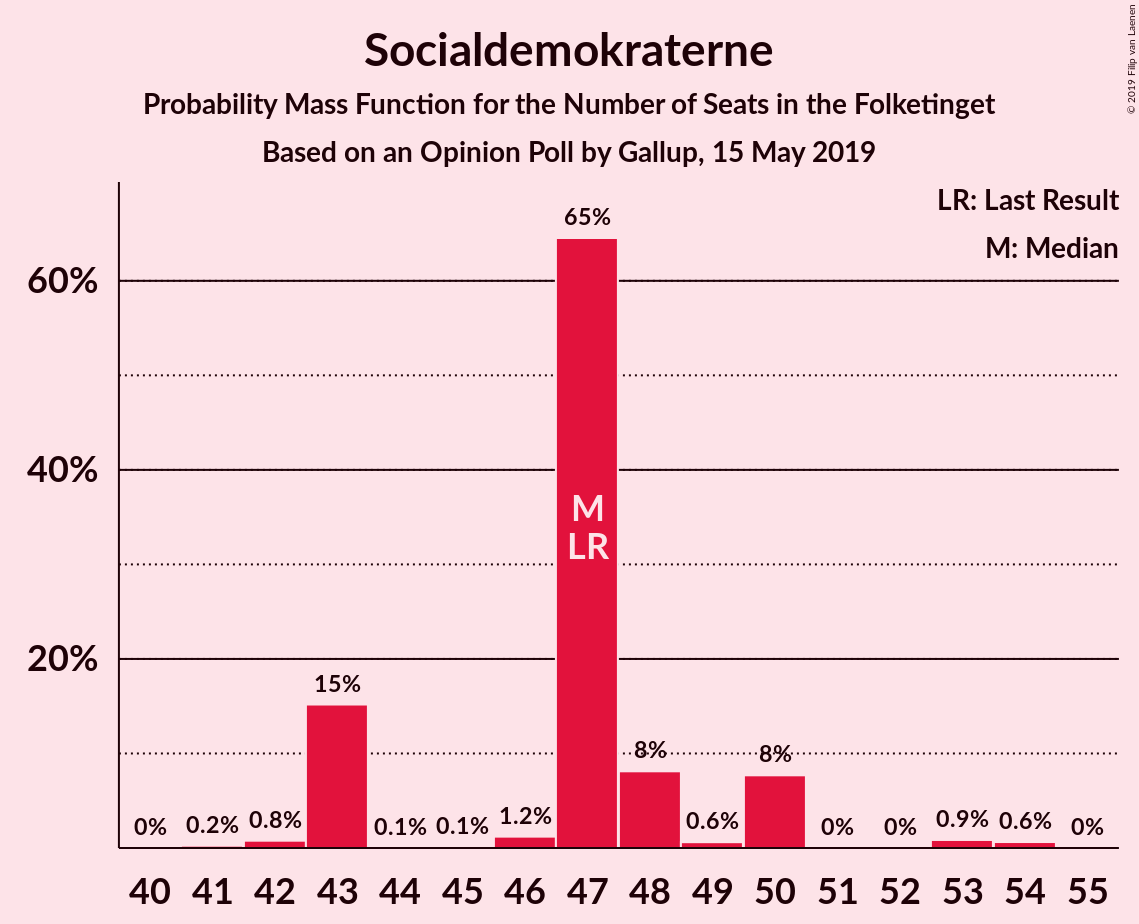 Socialdemokraterne
Probability Mass Function for the Number of Seats in the Folketinget
Based on an Opinion Poll by Gallup, 15 May 2019
© 2019 Filip van Laenen
LR: Last Result
M: Median
60%
40%
20%
0%
0.2%
0.8%
15%
0.1%
0.1%
1.2%
65%
8%
0.6%
8%
0%
0%
0.9%
0.6%
0%
M
LR
40 41 42 43 44 45 46 47 48 49 50 51 52 53 54 55